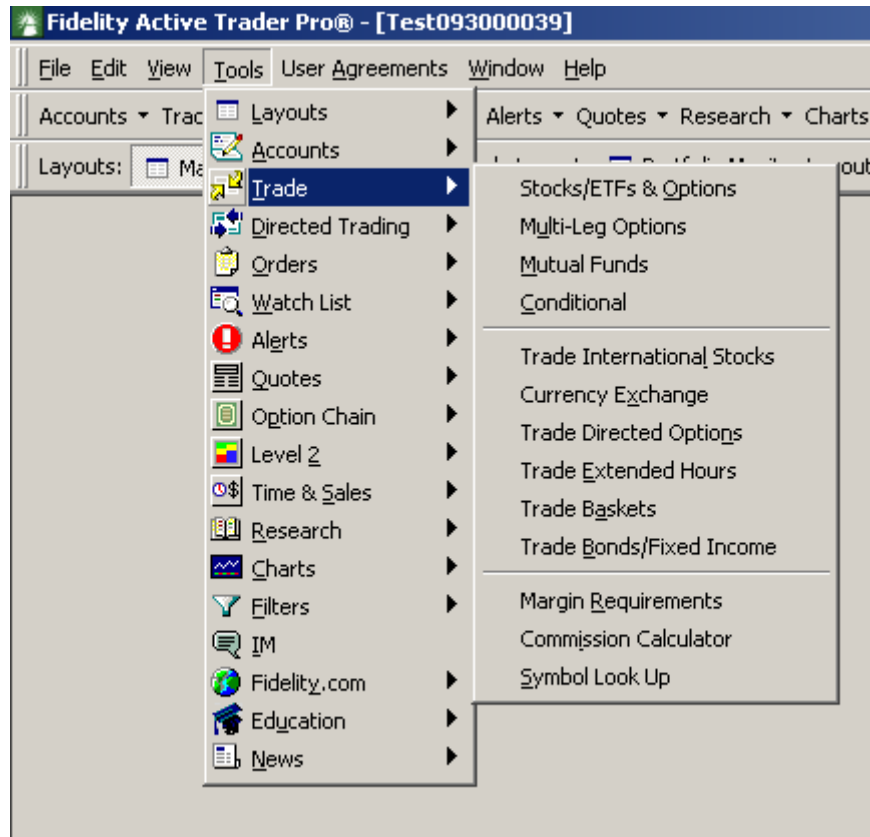 Fidelity Active Trader Pro® - [Test093000039]
File Edit View Tools User Agreements Window Help
Accounts Alerts Quotes Research Charts
Layouts:
Layouts
Accounts
Trade
Directed Trading
Orders
Watch List
Alerts
Quotes
Option Chain
Level 2
Time & Sales
Research
Charts
Filters
IM
Fidelity.com
Education
News
Stocks/ETFs & Options
Multi-Leg Options
Mutual Funds
Conditional
Trade International Stocks
Currency Exchange
Trade Directed Options
Trade Extended Hours
Trade Baskets
Trade Bonds/Fixed Income
Margin Requirements
Commission Calculator
Symbol Look Up